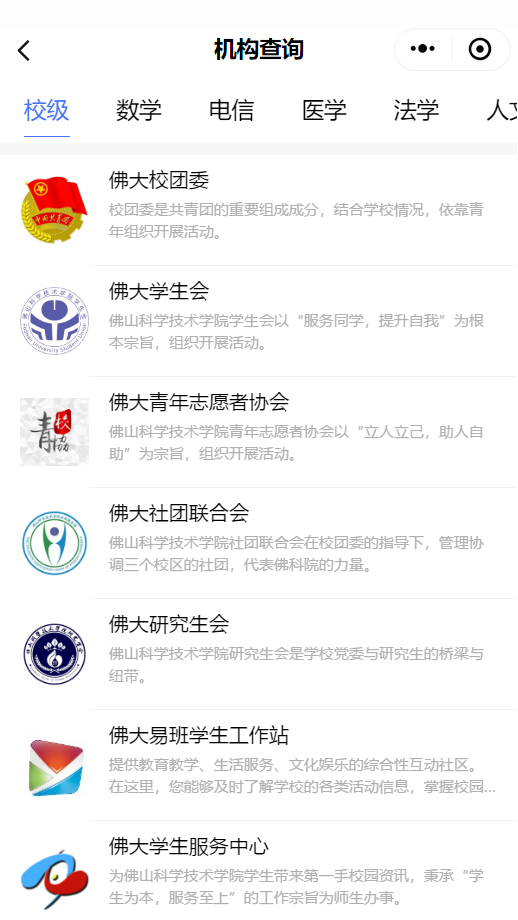 机构查询
校级 数学 电信 医学 法学 人文
佛大校团委
校团委是共青团的重要组成成分，结合学校情况，依靠青
年组织开展活动。
佛大学生会
佛山科学技术学院学生会以“服务同学，提升自我”为根
本宗旨，组织开展活动。
佛大青年志愿者协会
佛山科学技术学院青年志愿者协会以“立人立己，助人自
助”为宗旨，组织开展活动。
青协
校
佛大社团联合会
佛山科学技术学院社团联合会在校团委的指导下，管理协
调三个校区的社团，代表佛科院的力量。
佛大研究生会
佛山科学技术学院研究生会是学校党委与研究生的桥梁与
纽带。
佛大易班学生工作站
提供教育教学、生活服务、文化娱乐的综合性互动社区。
在这里，您能够及时了解学校的各类活动信息，掌握校园...
佛大学生服务中心
为佛山科学技术学院学生带来第一手校园资讯，秉承“学
生为本，服务至上”的工作宗旨为师生办事。